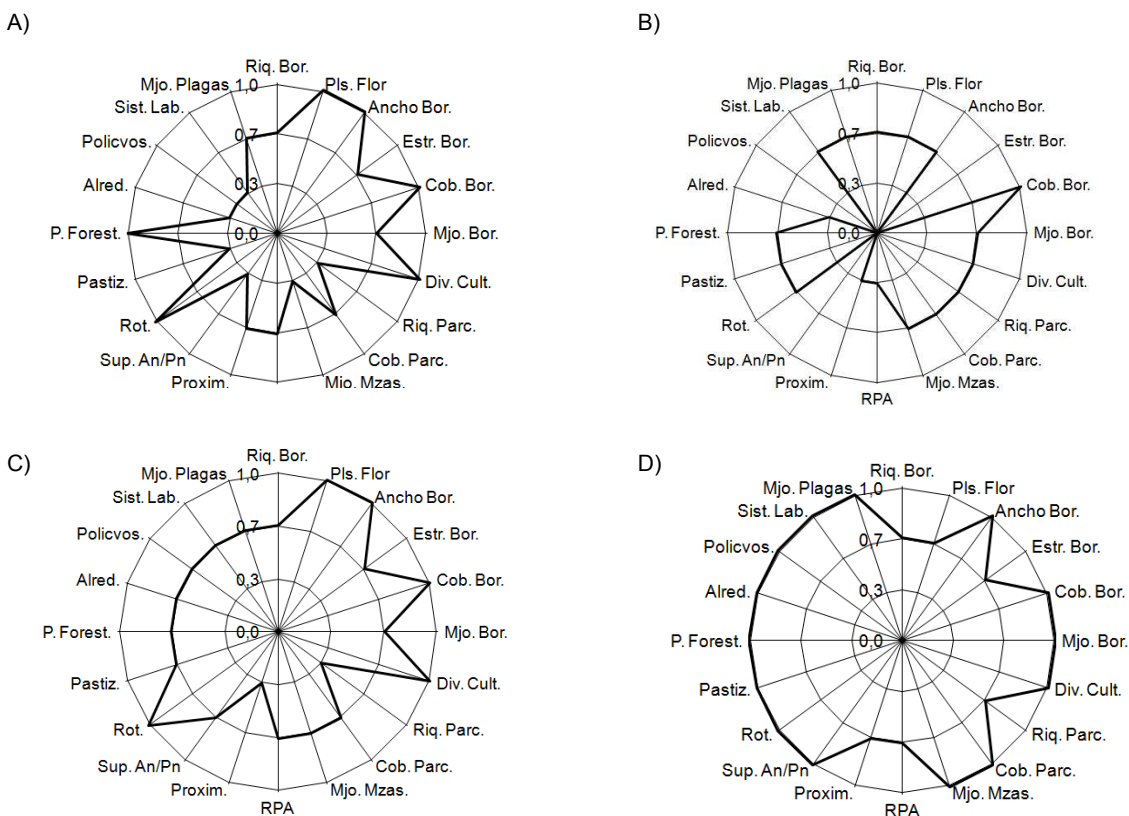 A)
Riq. Bor.
Pls. Flor
Ancho Bor.
Estr. Bor.
Cob. Bor.
Mjo. Bor.
Div. Cult.
Riq. Parc.
Cob. Parc.
Mio. Mzas.
Proxim.
Sup. An/Pn
Rot.
Pastiz.
P. Forest.
Alred.
Policvos.
Sist. Lab.
Mjo. Plagas
1,0
0,7
0,3
0,0
B)
Riq. Bor.
Pls. Flor
Ancho Bor.
Estr. Bor.
Cob. Bor.
Mjo. Bor.
Div. Cult.
Riq. Parc.
Cob. Parc.
Mjo. Mzas.
RPA
Proxim.
Sup. An/Pn
Rot.
Pastiz.
P. Forest.
Alred.
Policvos.
Sist. Lab.
Mjo. Plagas
1,0
0,7
0,3
0,0
C)
Riq. Bor.
Pls. Flor
Ancho Bor.
Estr. Bor.
Cob. Bor.
Mjo. Bor.
Div. Cult.
Riq. Parc.
Cob. Parc.
Mjo. Mzas.
RPA
Proxim.
Sup. An/Pn
Rot.
Pastiz.
P. Forest.
Alred.
Policvos.
Sist. Lab.
Mjo. Plagas
1,0
0,7
0,3
0,0
D)
Riq. Bor.
Pls. Flor
Ancho Bor.
Estr. Bor.
Cob. Bor.
Mjo. Bor.
Div. Cult.
Riq. Parc.
Cob. Parc.
Mjo. Mzas.
RPA
Proxim.
Sup. An/Pn
Rot.
Pastiz.
P. Forest.
Alred.
Policvos.
Sist. Lab.
Mjo. Plagas
1,0
0,7
0,3
0,0